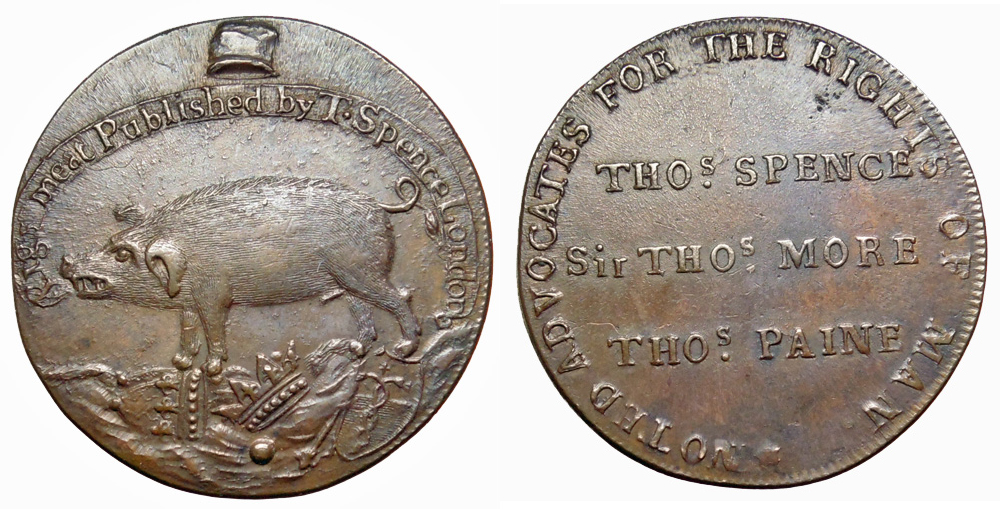 Pigs meat Published by T. Spence London
NOTED ADVOCATES FOR THE RIGHTS OF MAN
THOS. SPENCE
Sir THOS. MORE
THOS. PAINE